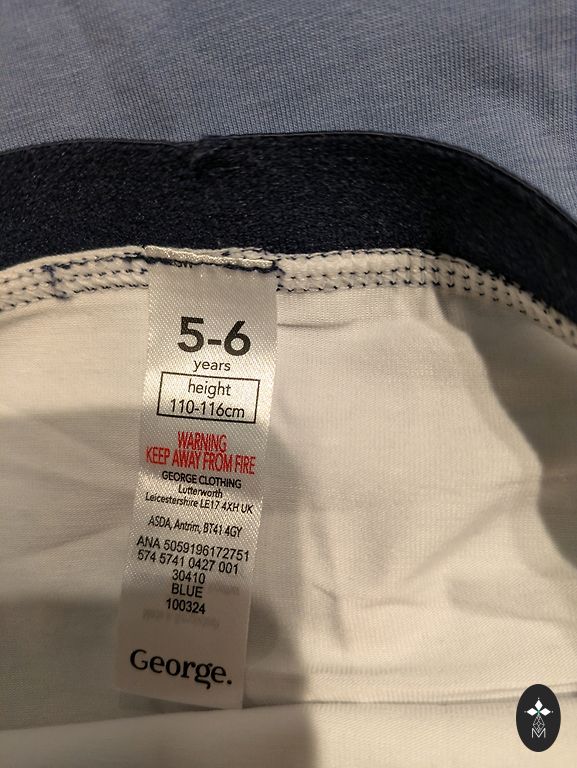 5-6
years
height
110-116cm
WARNING
KEEP AWAY FROM FIRE
GEORGE CLOTHING
Lutterworth
Leicestershire LE17 4XH UK
ASDA, Antrim, BT41 4GY
ANA 5059196172751
574 5741 0427 001
30410
BLUE
100324
George.
M